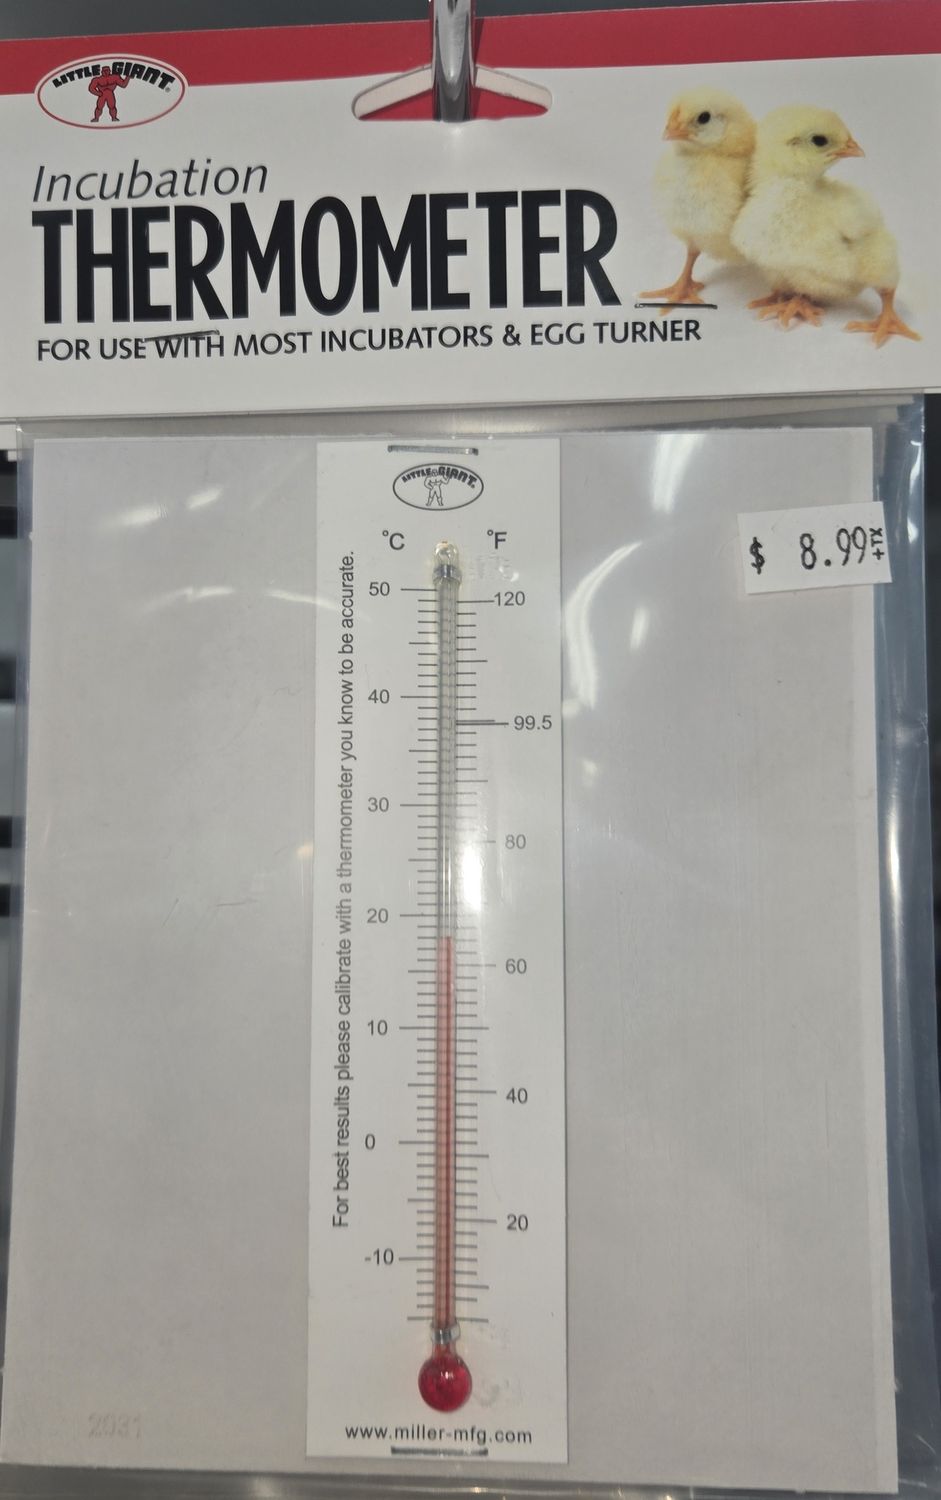 LITTLE GIANT®
Incubation
THERMOMETER
FOR USE WITH MOST INCUBATORS & EGG TURNER
LITTLE GIANT®
°C °F
$ 8.99+TX
50
120
40
99.5
30
80
20
60
10
40
0
20
-10
For best results please calibrate with a thermometer you know to be accurate.
www.miller-mfg.com
2031